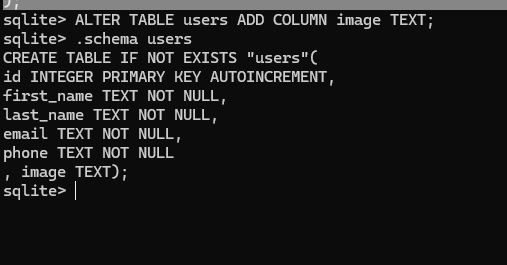 );
sqlite> ALTER TABLE users ADD COLUMN image TEXT;
sqlite> .schema users
CREATE TABLE IF NOT EXISTS "users"(
id INTEGER PRIMARY KEY AUTOINCREMENT,
first_name TEXT NOT NULL,
last_name TEXT NOT NULL,
email TEXT NOT NULL,
phone TEXT NOT NULL
, image TEXT);
sqlite>